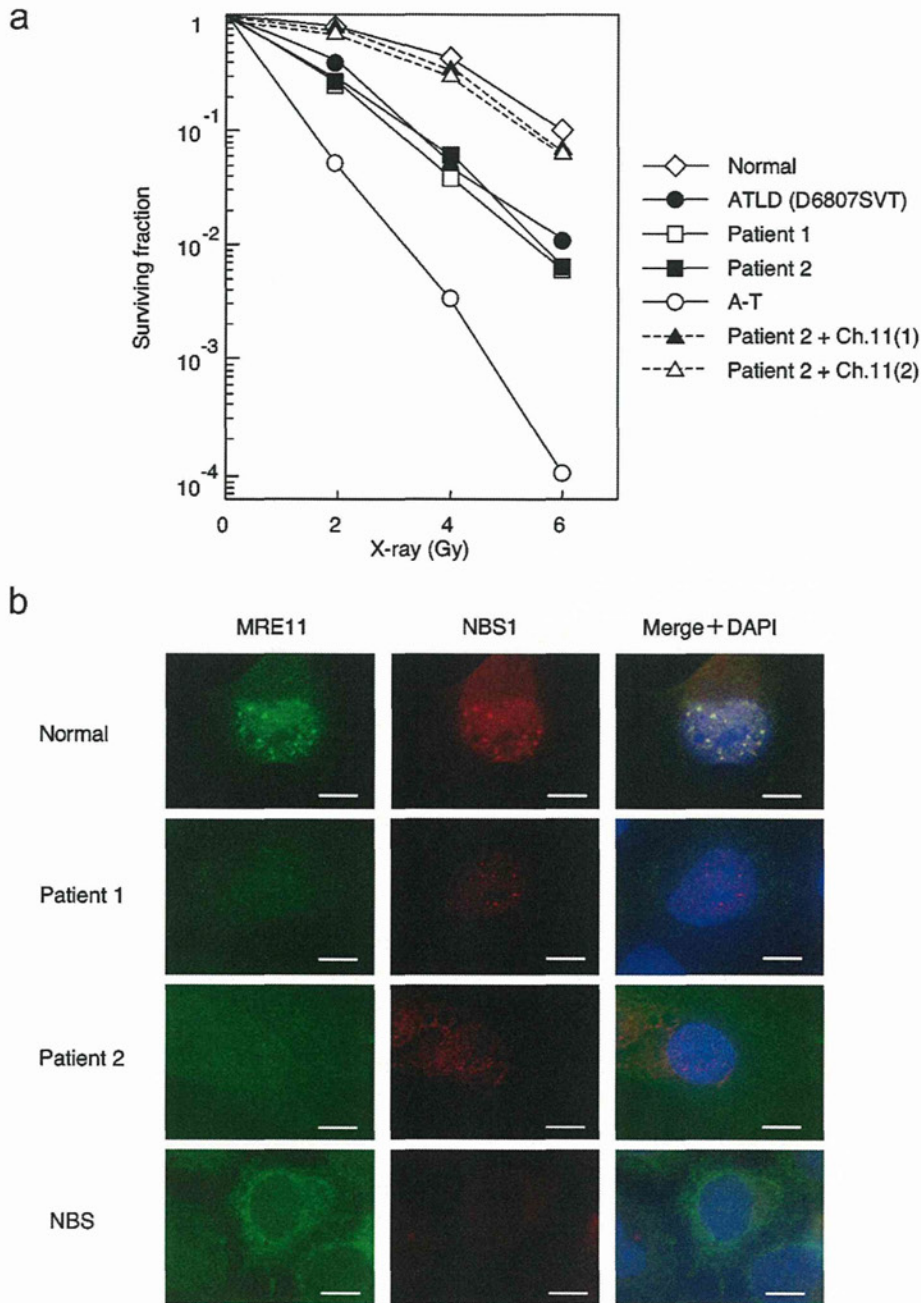 a
Surviving fraction
1
10-1
10-2
10-3
10-4
0 2 4 6
X-ray (Gy)
Normal
ATLD (D6807SVT)
Patient 1
Patient 2
A-T
Patient 2 + Ch.11(1)
Patient 2 + Ch.11(2)
b
MRE11 NBS1 Merge+DAPI
Normal
Patient 1
Patient 2
NBS